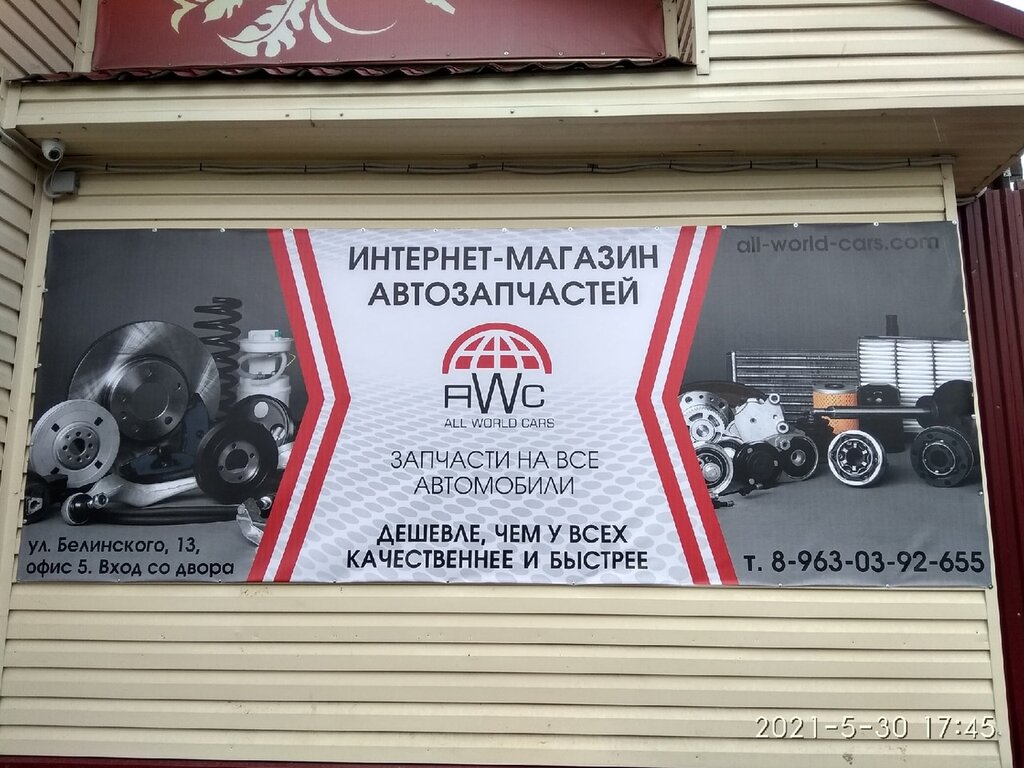 ИНТЕРНЕТ-МАГАЗИН
АВТОЗАПЧАСТЕЙ
all-world-cars.com
AWC
ALL WORLD CARS
ЗАПЧАСТИ НА ВСЕ
АВТОМОБИЛИ
ДЕШЕВЛЕ, ЧЕМ У ВСЕХ
КАЧЕСТВЕННЕЕ И БЫСТРЕЕ
ул. Белинского, 13,
офис 5. Вход со двора
т. 8-963-03-92-655
2021-5-30 17:45